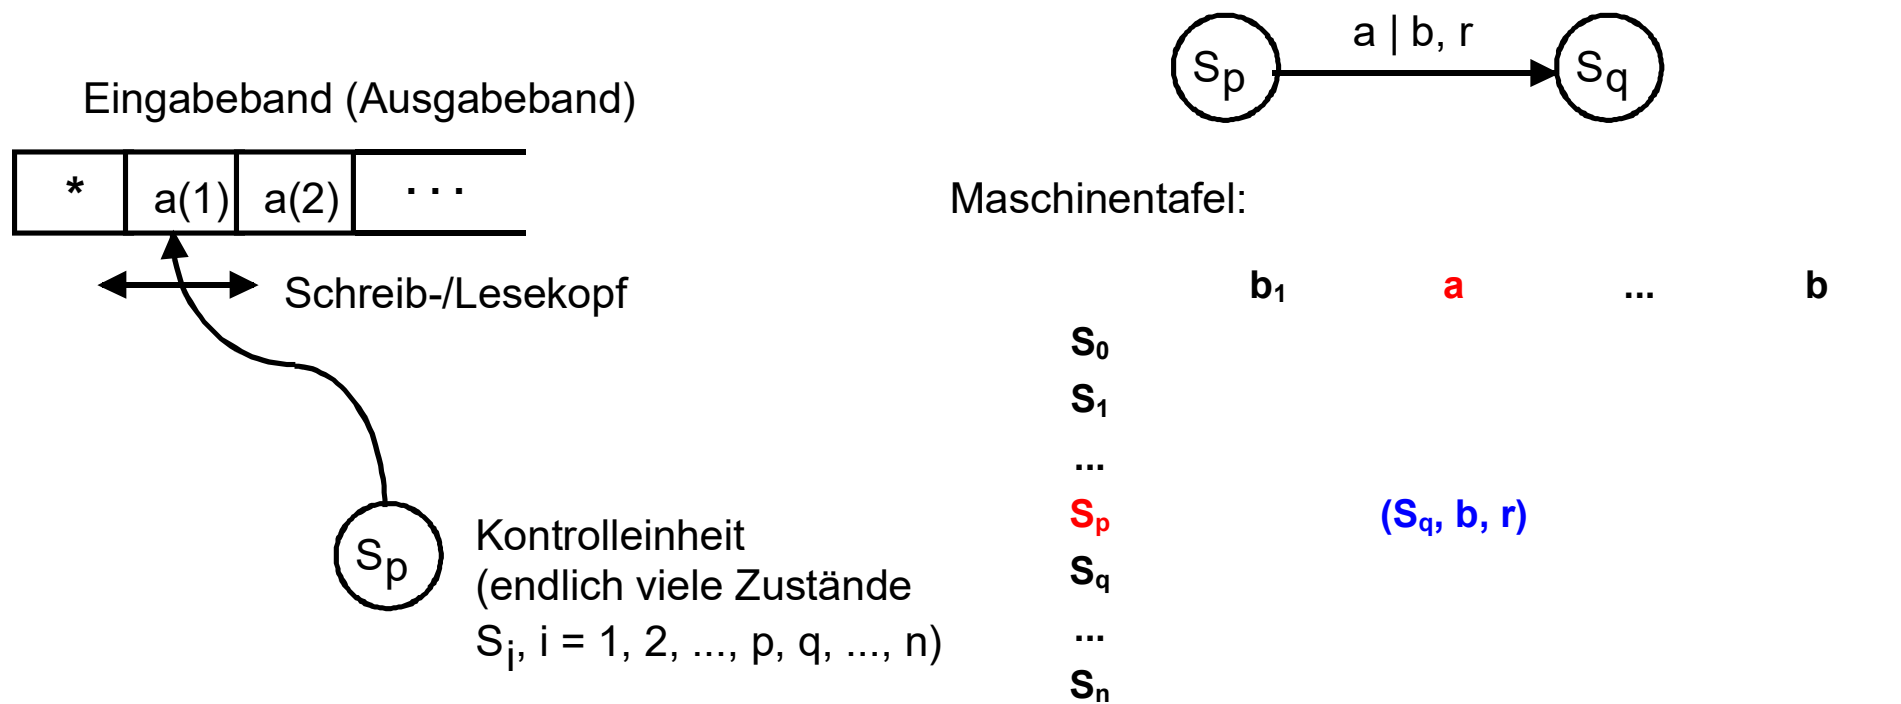 Eingabeband (Ausgabeband)
* a(1) a(2) . . .
Schreib-/Lesekopf
Sp
Kontrolleinheit
(endlich viele Zustände
Si, i = 1, 2, ..., p, q, ..., n)
a | b, r
Sp Sq
Maschinentafel:
b1 a ... b
S0
S1
...
Sp (Sq, b, r)
Sq
...
Sn